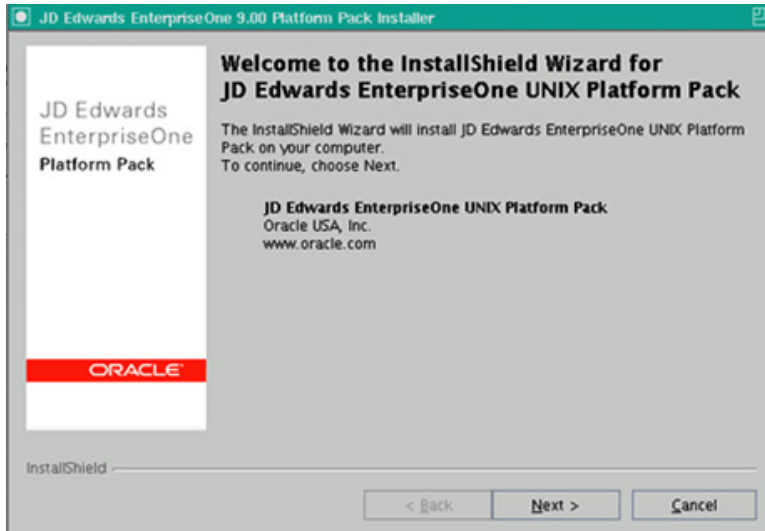 JD Edwards EnterpriseOne 9.00 Platform Pack Installer
JD Edwards
EnterpriseOne
Platform Pack
ORACLE
Welcome to the InstallShield Wizard for
JD Edwards EnterpriseOne UNIX Platform Pack
The InstallShield Wizard will install JD Edwards EnterpriseOne UNIX Platform
Pack on your computer.
To continue, choose Next.
JD Edwards EnterpriseOne UNIX Platform Pack
Oracle USA, Inc.
www.oracle.com
InstallShield
< Back
Next >
Cancel